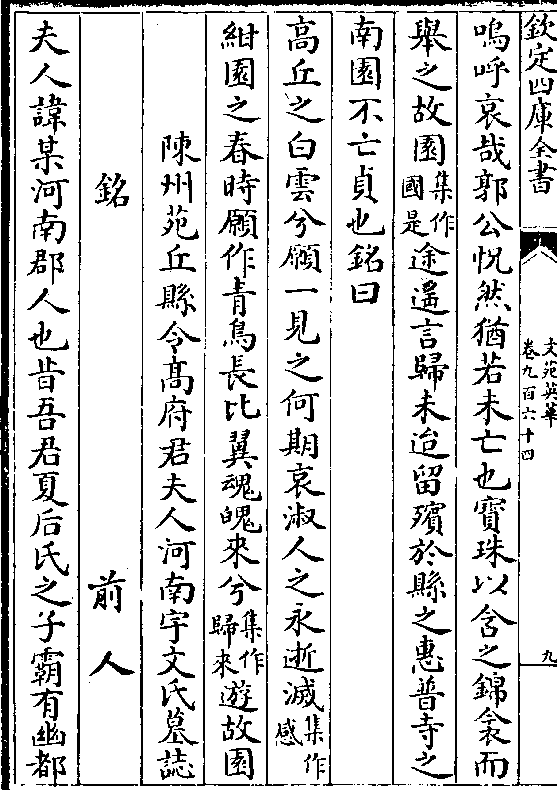 欽定四庫全書
文苑英華
卷九百六十四
九
嗚呼哀哉郭公怳然猶若未亡也寳珠以含之錦衾而
舉之故園集作國是途遥言歸未迨留殯於縣之惠普寺之
南園不亡貞也銘曰
高丘之白雲兮願一見之何期哀淑人之永逝滅集作感
紺園之春時願作青鳥長比翼魂魄來兮集作歸來遊故園
陳州苑丘縣令髙府君夫人河南宇文氏墓誌
銘 前人
夫人諱某河南郡人也昔吾君夏后氏之子霸有幽都